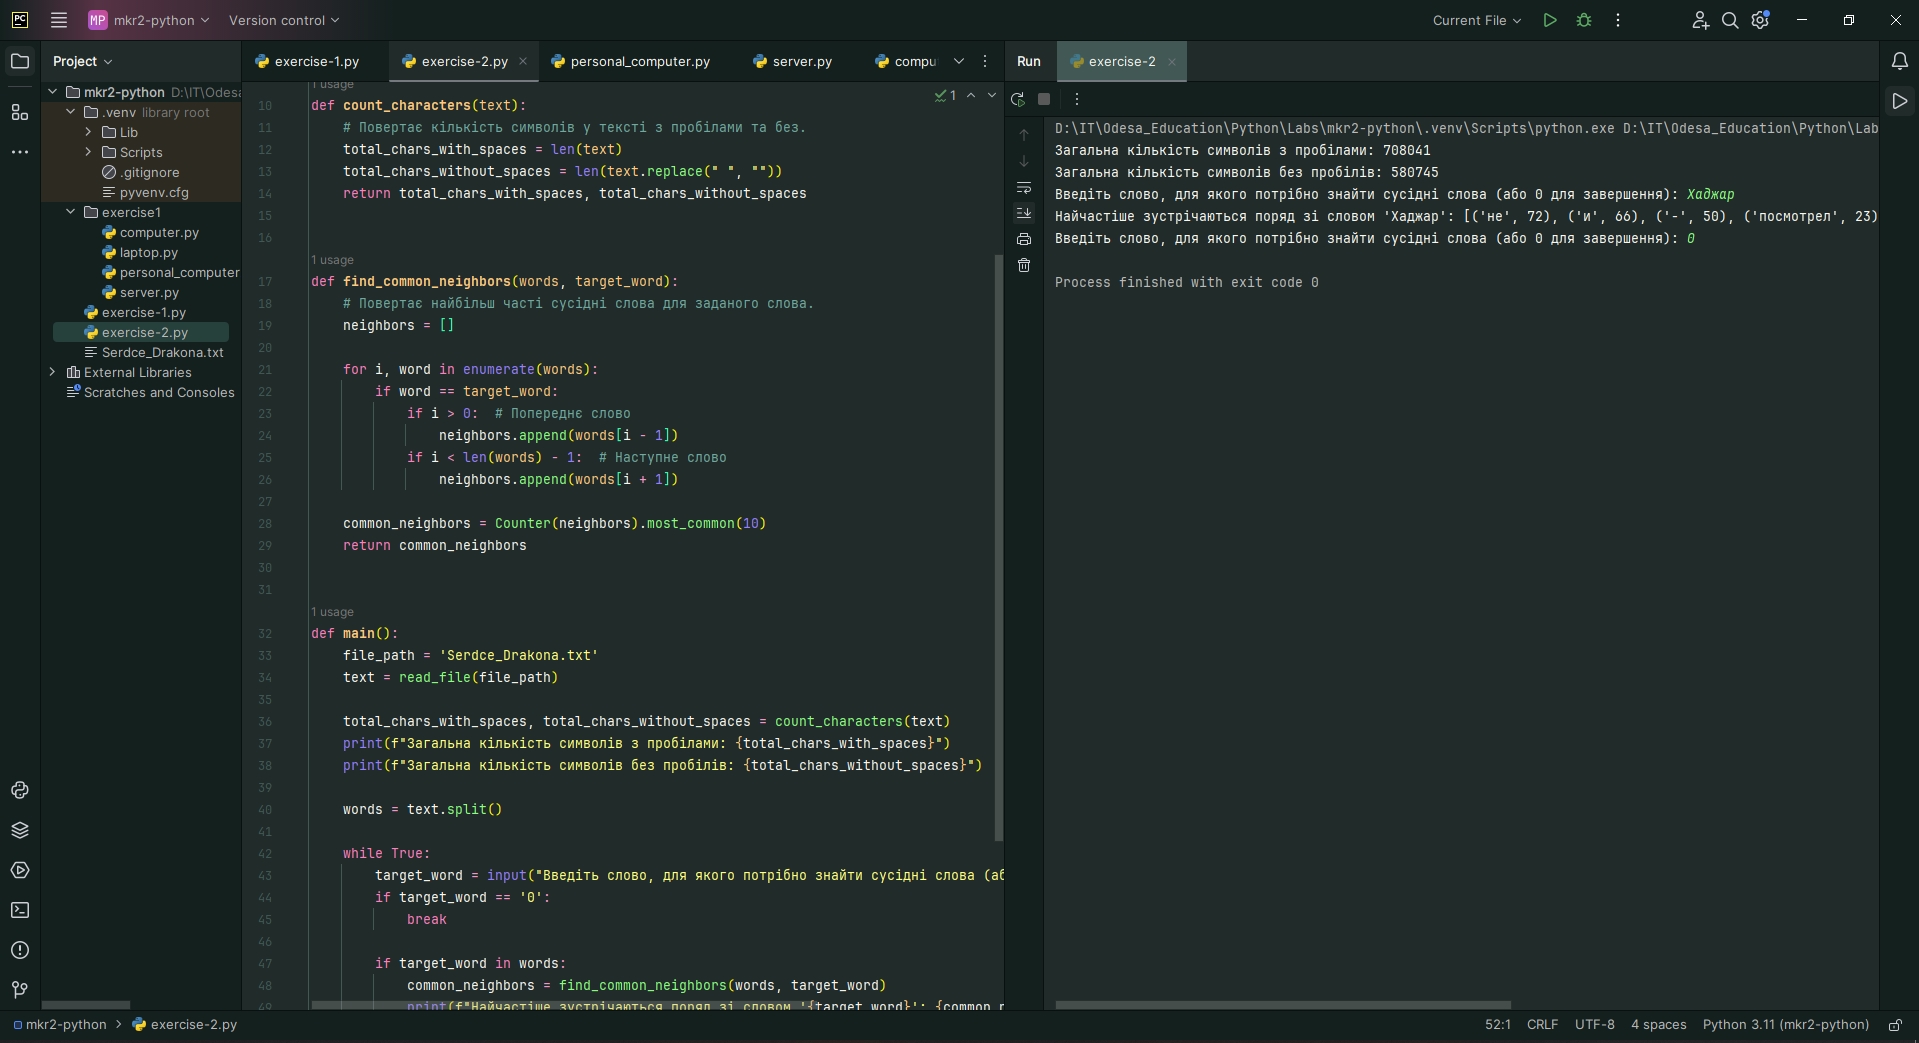 PC
MP mkr2-python
Version control
Current File
Project
exercise-1.py
exercise-2.py
personal_computer.py
server.py
compu
Run
exercise-2
mkr2-python D:\IT\Odesa
.venv library root
Lib
Scripts
.gitignore
pyvenv.cfg
exercise1
computer.py
laptop.py
personal_computer
server.py
exercise-1.py
exercise-2.py
Serdce_Drakona.txt
External Libraries
Scratches and Consoles
1 usage
1
10 def count_characters(text):
11 # Повертає кількість символів у тексті з пробілами та без.
12 total_chars_with_spaces = len(text)
13 total_chars_without_spaces = len(text.replace(" ", ""))
14 return total_chars_with_spaces, total_chars_without_spaces
15
16
1 usage
17 def find_common_neighbors(words, target_word):
18 # Повертає найбільш часті сусідні слова для заданого слова.
19 neighbors = []
20
21 for i, word in enumerate(words):
22 if word == target_word:
23 if i > 0: # Попереднє слово
24 neighbors.append(words[i - 1])
25 if i < len(words) - 1: # Наступне слово
26 neighbors.append(words[i + 1])
27
28 common_neighbors = Counter(neighbors).most_common(10)
29 return common_neighbors
30
31
1 usage
32 def main():
33 file_path = 'Serdce_Drakona.txt'
34 text = read_file(file_path)
35
36 total_chars_with_spaces, total_chars_without_spaces = count_characters(text)
37 print(f"Загальна кількість символів з пробілами: {total_chars_with_spaces}")
38 print(f"Загальна кількість символів без пробілів: {total_chars_without_spaces}")
39
40 words = text.split()
41
42 while True:
43 target_word = input("Введіть слово, для якого потрібно знайти сусідні слова (аб
44 if target_word == '0':
45 break
46
47 if target_word in words:
48 common_neighbors = find_common_neighbors(words, target_word)
49 print(f"Найчастіше зустрічаються поряд зі словом '{target_word}': {common_n
D:\IT\Odesa_Education\Python\Labs\mkr2-python\.venv\Scripts\python.exe D:\IT\Odesa_Education\Python\Lab
Загальна кількість символів з пробілами: 708041
Загальна кількість символів без пробілів: 580745
Введіть слово, для якого потрібно знайти сусідні слова (або 0 для завершення): Хаджар
Найчастіше зустрічаються поряд зі словом 'Хаджар': [('не', 72), ('и', 66), ('-', 50), ('посмотрел', 23)
Введіть слово, для якого потрібно знайти сусідні слова (або 0 для завершення): 0
Process finished with exit code 0
mkr2-python > exercise-2.py
52:1 CRLF UTF-8 4 spaces Python 3.11 (mkr2-python)